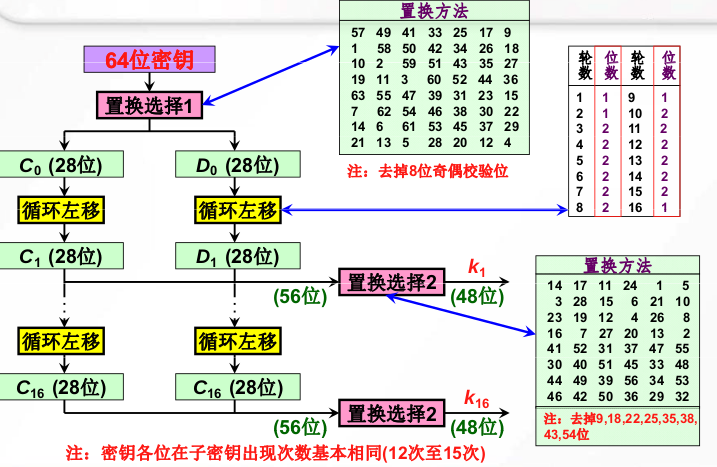 置换方法
57 49 41 33 25 17 9
1 58 50 42 34 26 18
10 2 59 51 43 35 27
19 11 3 60 52 44 36
63 55 47 39 31 23 15
7 62 54 46 38 30 22
14 6 61 53 45 37 29
21 13 5 28 20 12 4
注：去掉8位奇偶校验位
64位密钥
置换选择1
轮数 位数 轮数 位数
1 1 9 1
2 1 10 2
3 2 11 2
4 2 12 2
5 2 13 2
6 2 14 2
7 2 15 2
8 2 16 1
C0 (28位)
D0 (28位)
循环左移
循环左移
C1 (28位)
D1 (28位)
(56位)
置换选择2
k1
(48位)
循环左移
循环左移
C16 (28位)
C16 (28位)
(56位)
置换选择2
k16
(48位)
置换方法
14 17 11 24 1 5
3 28 15 6 21 10
23 19 12 4 26 8
16 7 27 20 13 2
41 52 31 37 47 55
30 40 51 45 33 48
44 49 39 56 34 53
46 42 50 36 29 32
注：去掉9,18,22,25,35,38,
43,54位
注：密钥各位在子密钥出现次数基本相同(12次至15次)